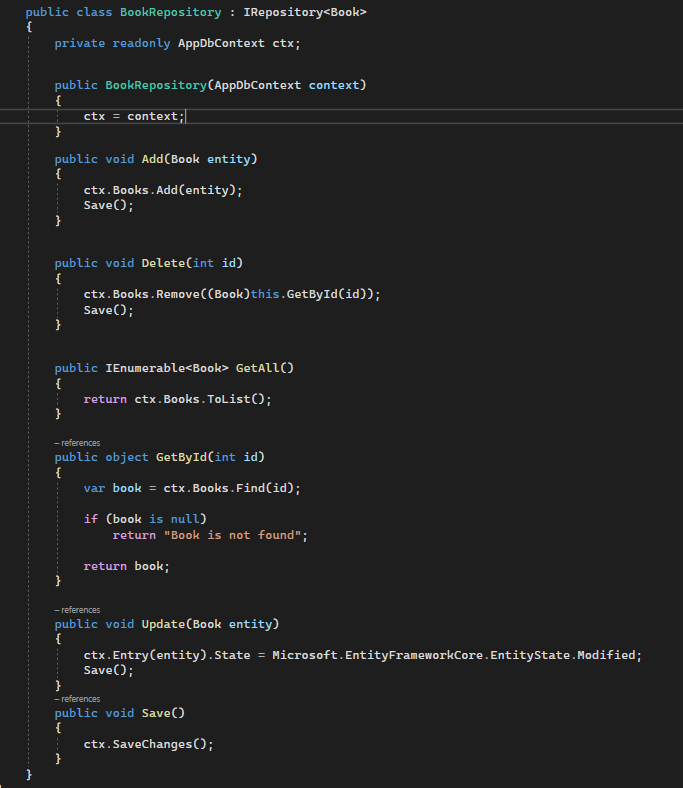 public class BookRepository : IRepository<Book>
{
private readonly AppDbContext ctx;
public BookRepository(AppDbContext context)
{
ctx = context;
}
public void Add(Book entity)
{
ctx.Books.Add(entity);
Save();
}
public void Delete(int id)
{
ctx.Books.Remove((Book)this.GetById(id));
Save();
}
public IEnumerable<Book> GetAll()
{
return ctx.Books.ToList();
}
– references
public object GetById(int id)
{
var book = ctx.Books.Find(id);
if (book is null)
return "Book is not found";
return book;
}
– references
public void Update(Book entity)
{
ctx.Entry(entity).State = Microsoft.EntityFrameworkCore.EntityState.Modified;
Save();
}
– references
public void Save()
{
ctx.SaveChanges();
}
}